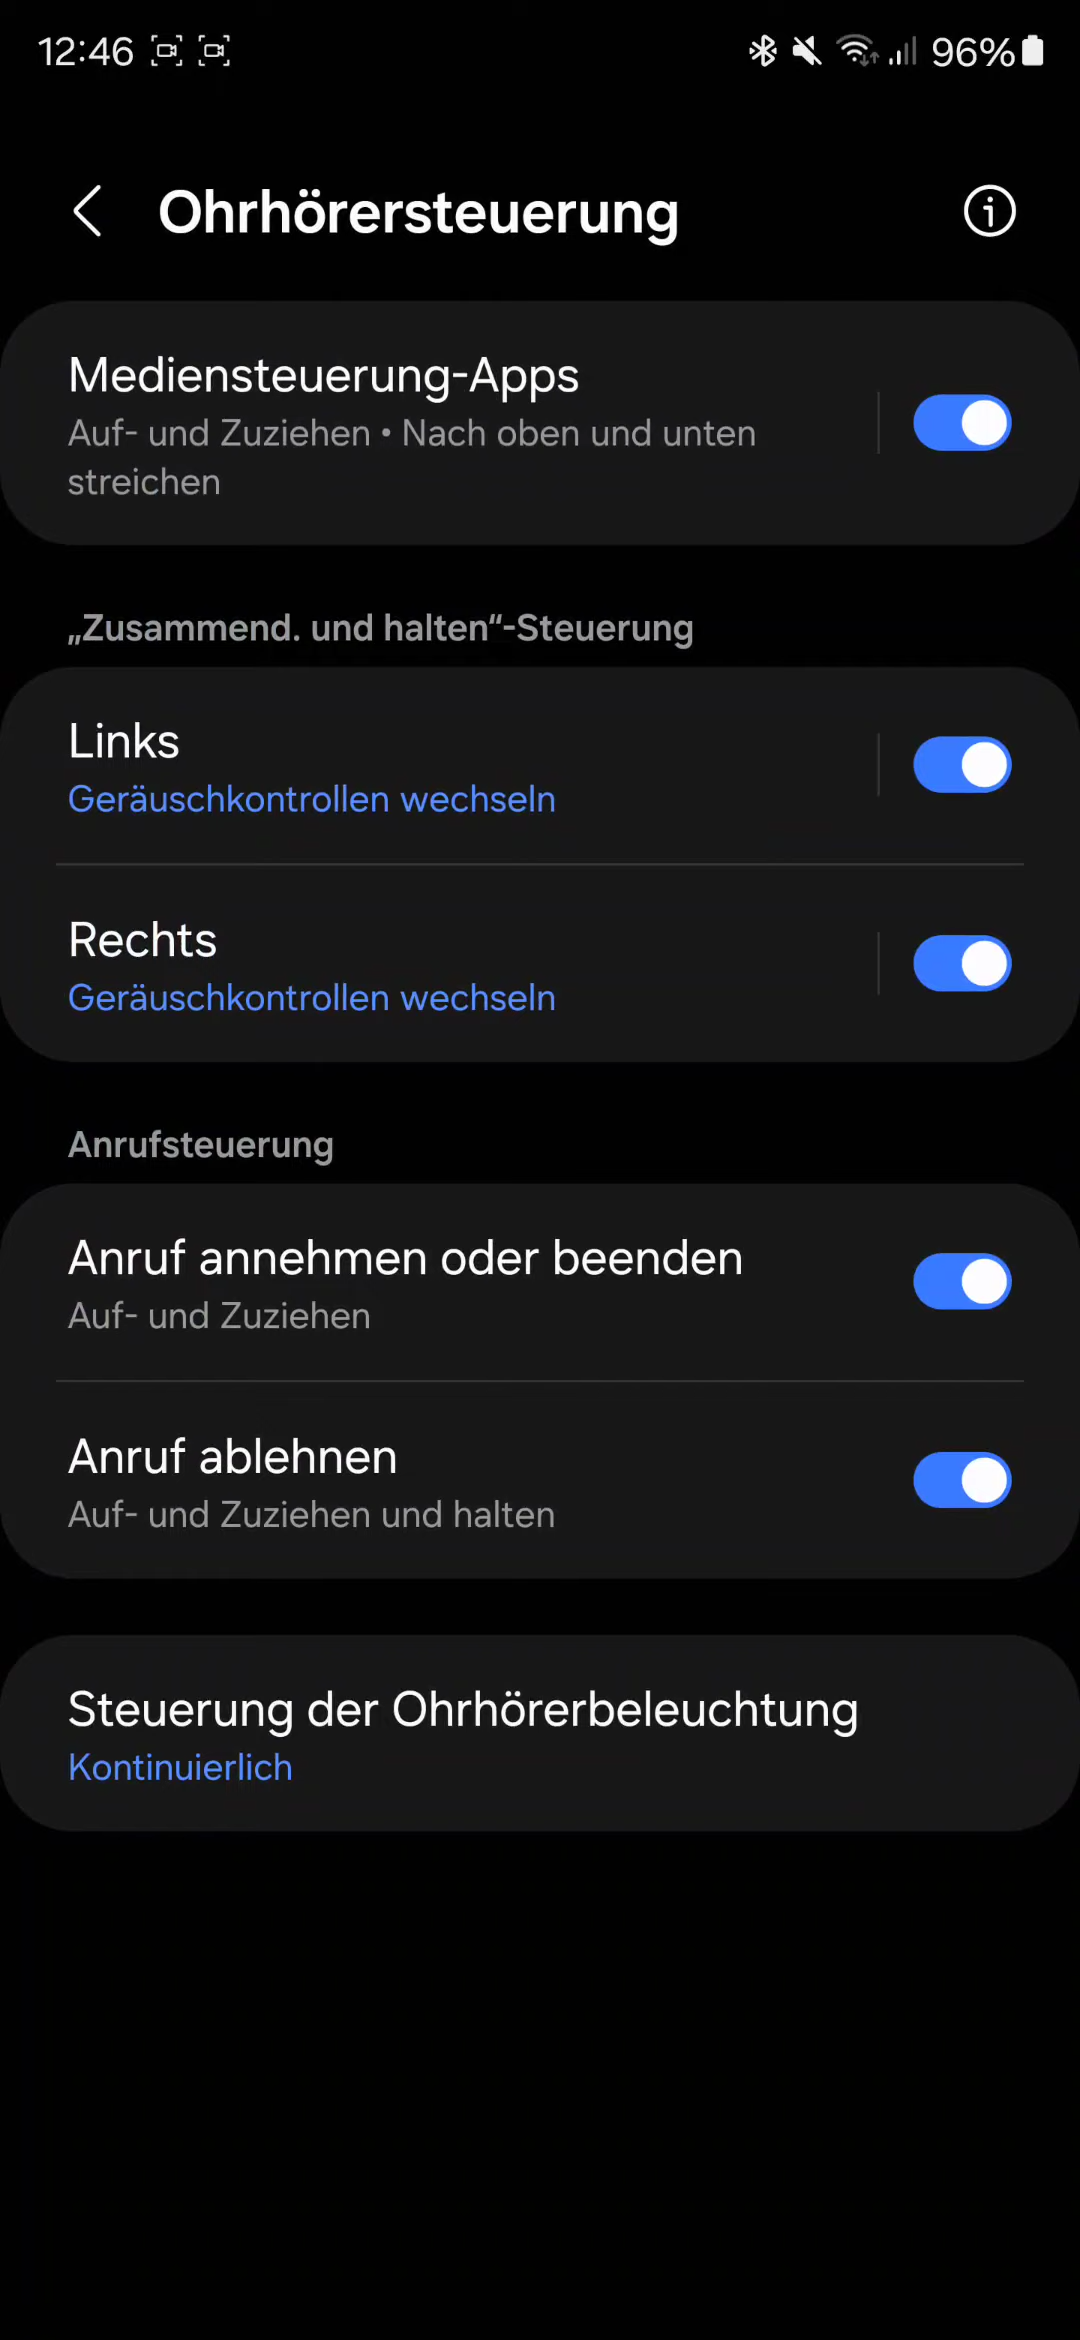 12:46 96%
Ohrhörersteuerung
Mediensteuerung-Apps
Auf- und Zuziehen • Nach oben und unten
streichen
„Zusammend. und halten“-Steuerung
Links
Geräuschkontrollen wechseln
Rechts
Geräuschkontrollen wechseln
Anrufsteuerung
Anruf annehmen oder beenden
Auf- und Zuziehen
Anruf ablehnen
Auf- und Zuziehen und halten
Steuerung der Ohrhörerbeleuchtung
Kontinuierlich